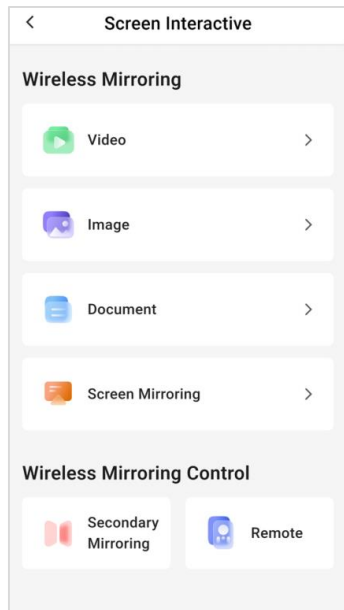 Screen Interactive
Wireless Mirroring
Video
Image
Document
Screen Mirroring
Wireless Mirroring Control
Secondary
Mirroring
Remote